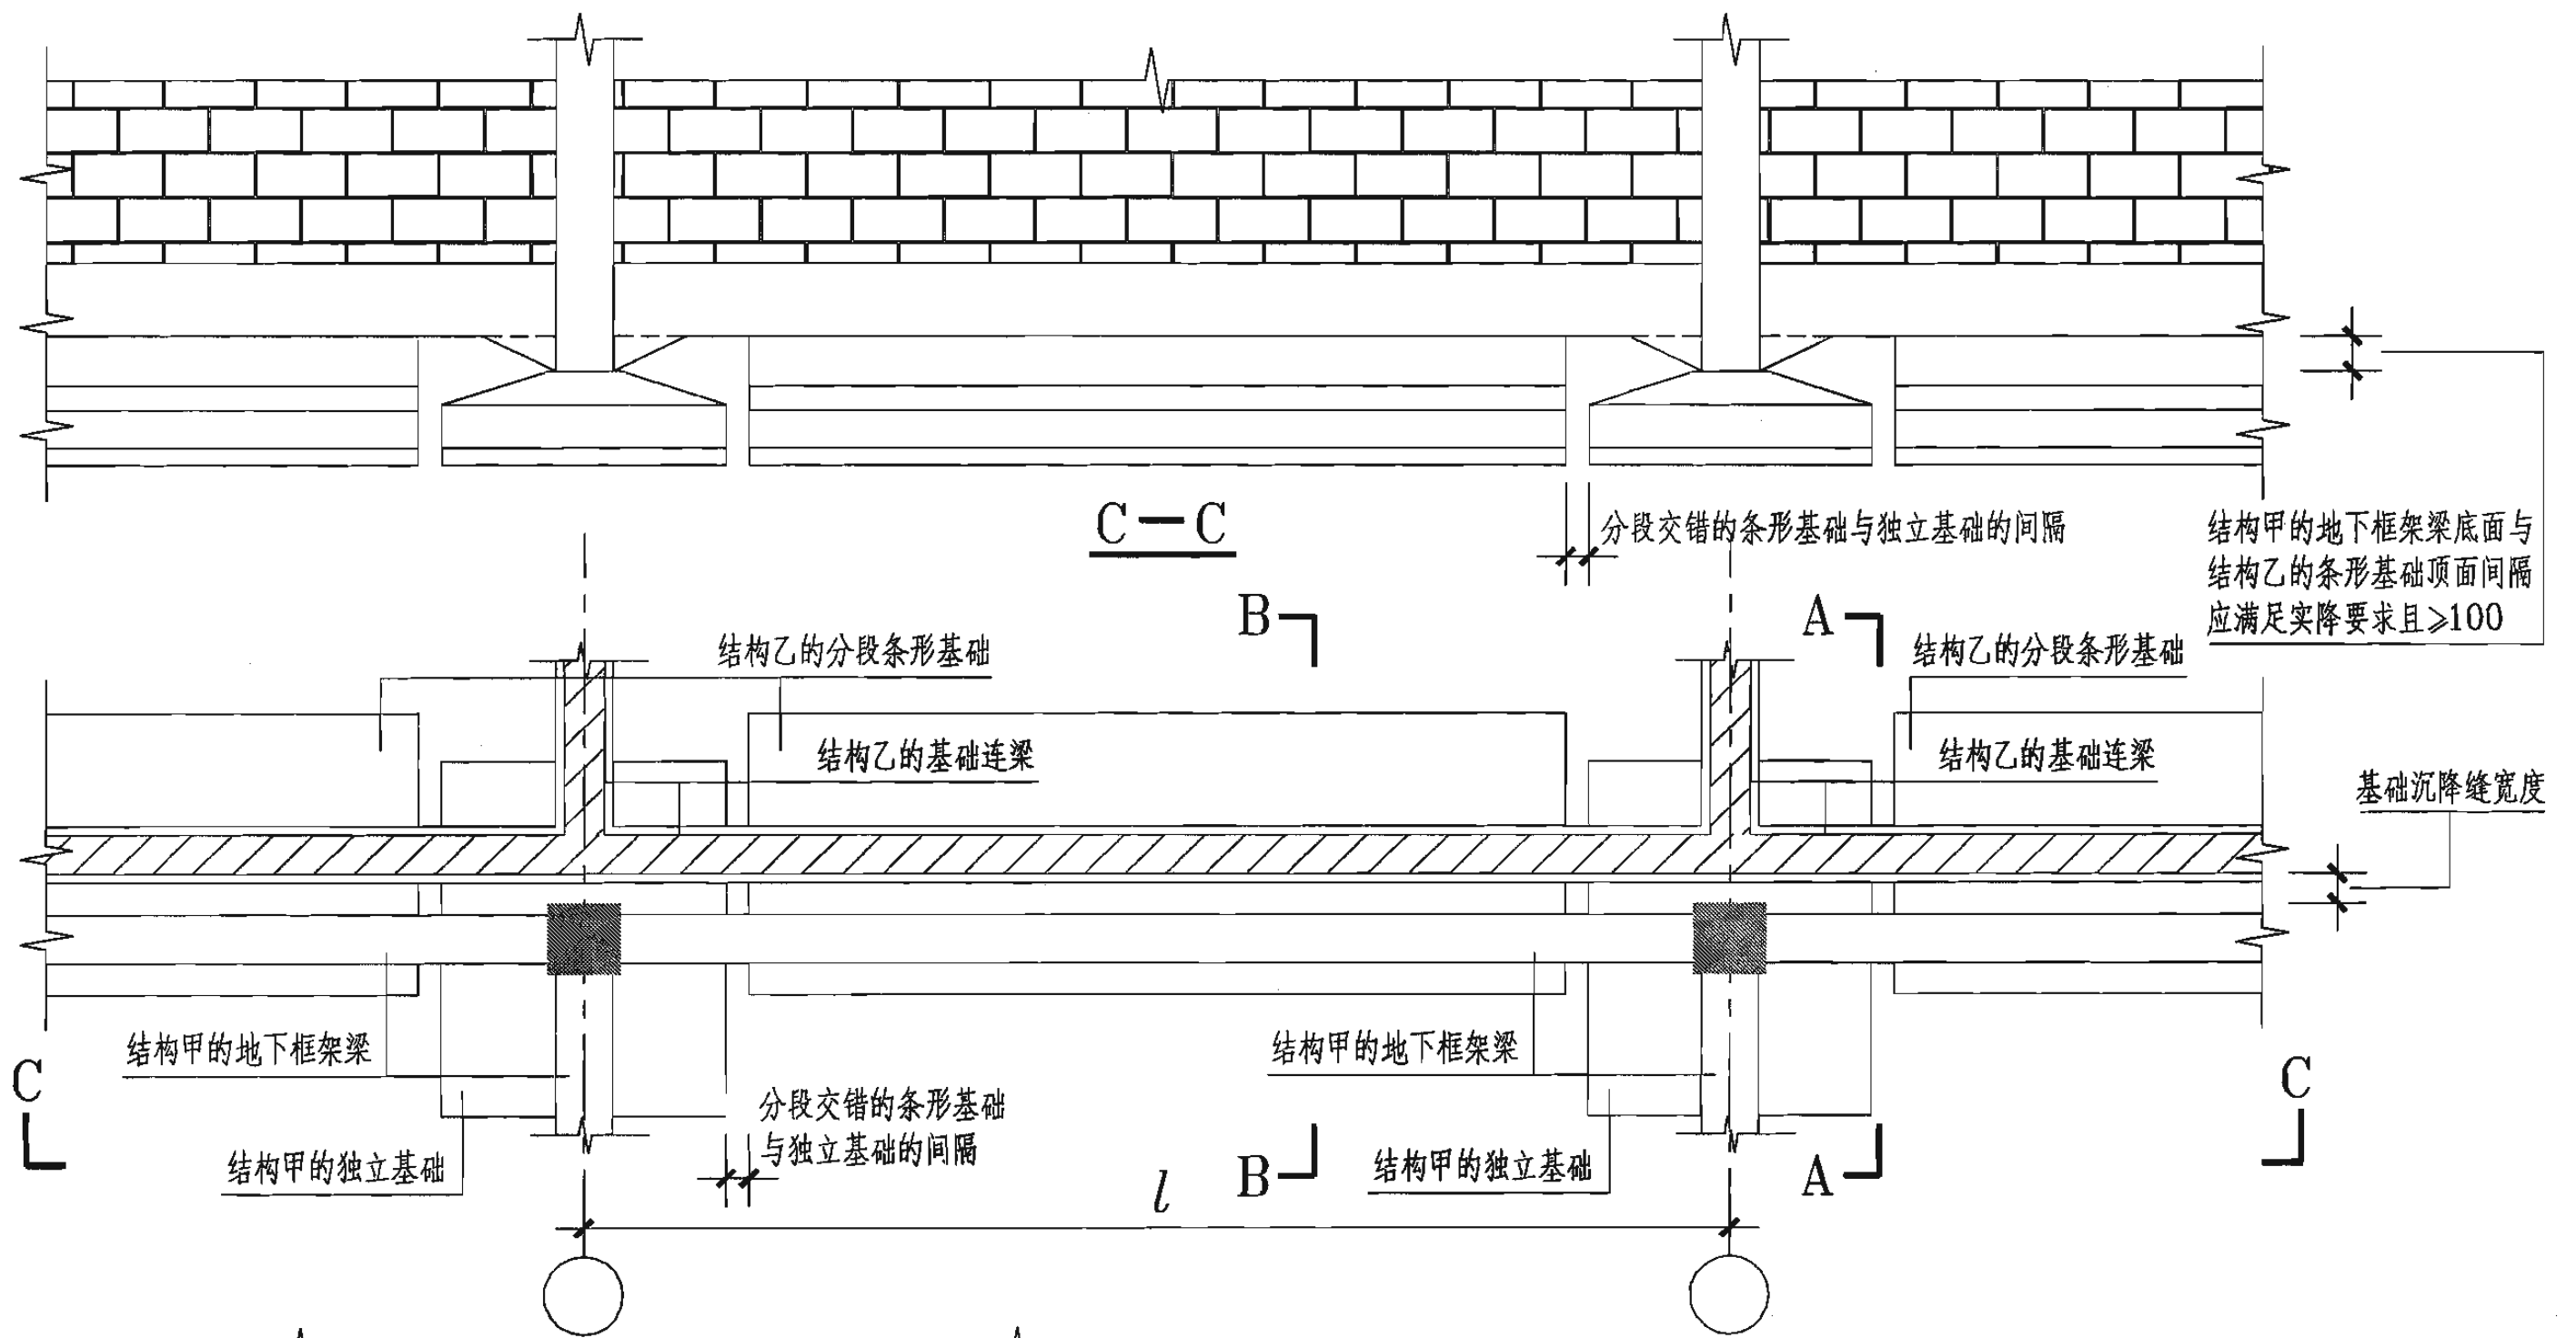 C—C
分段交错的条形基础与独立基础的间隔
结构甲的地下框架梁底面与
结构乙的条形基础顶面间隔
应满足实降要求且≥100
B
A
结构乙的分段条形基础
结构乙的分段条形基础
结构乙的基础连梁
结构乙的基础连梁
基础沉降缝宽度
结构甲的地下框架梁
结构甲的地下框架梁
C
C
分段交错的条形基础
与独立基础的间隔
结构甲的独立基础
结构甲的独立基础
B
A
l